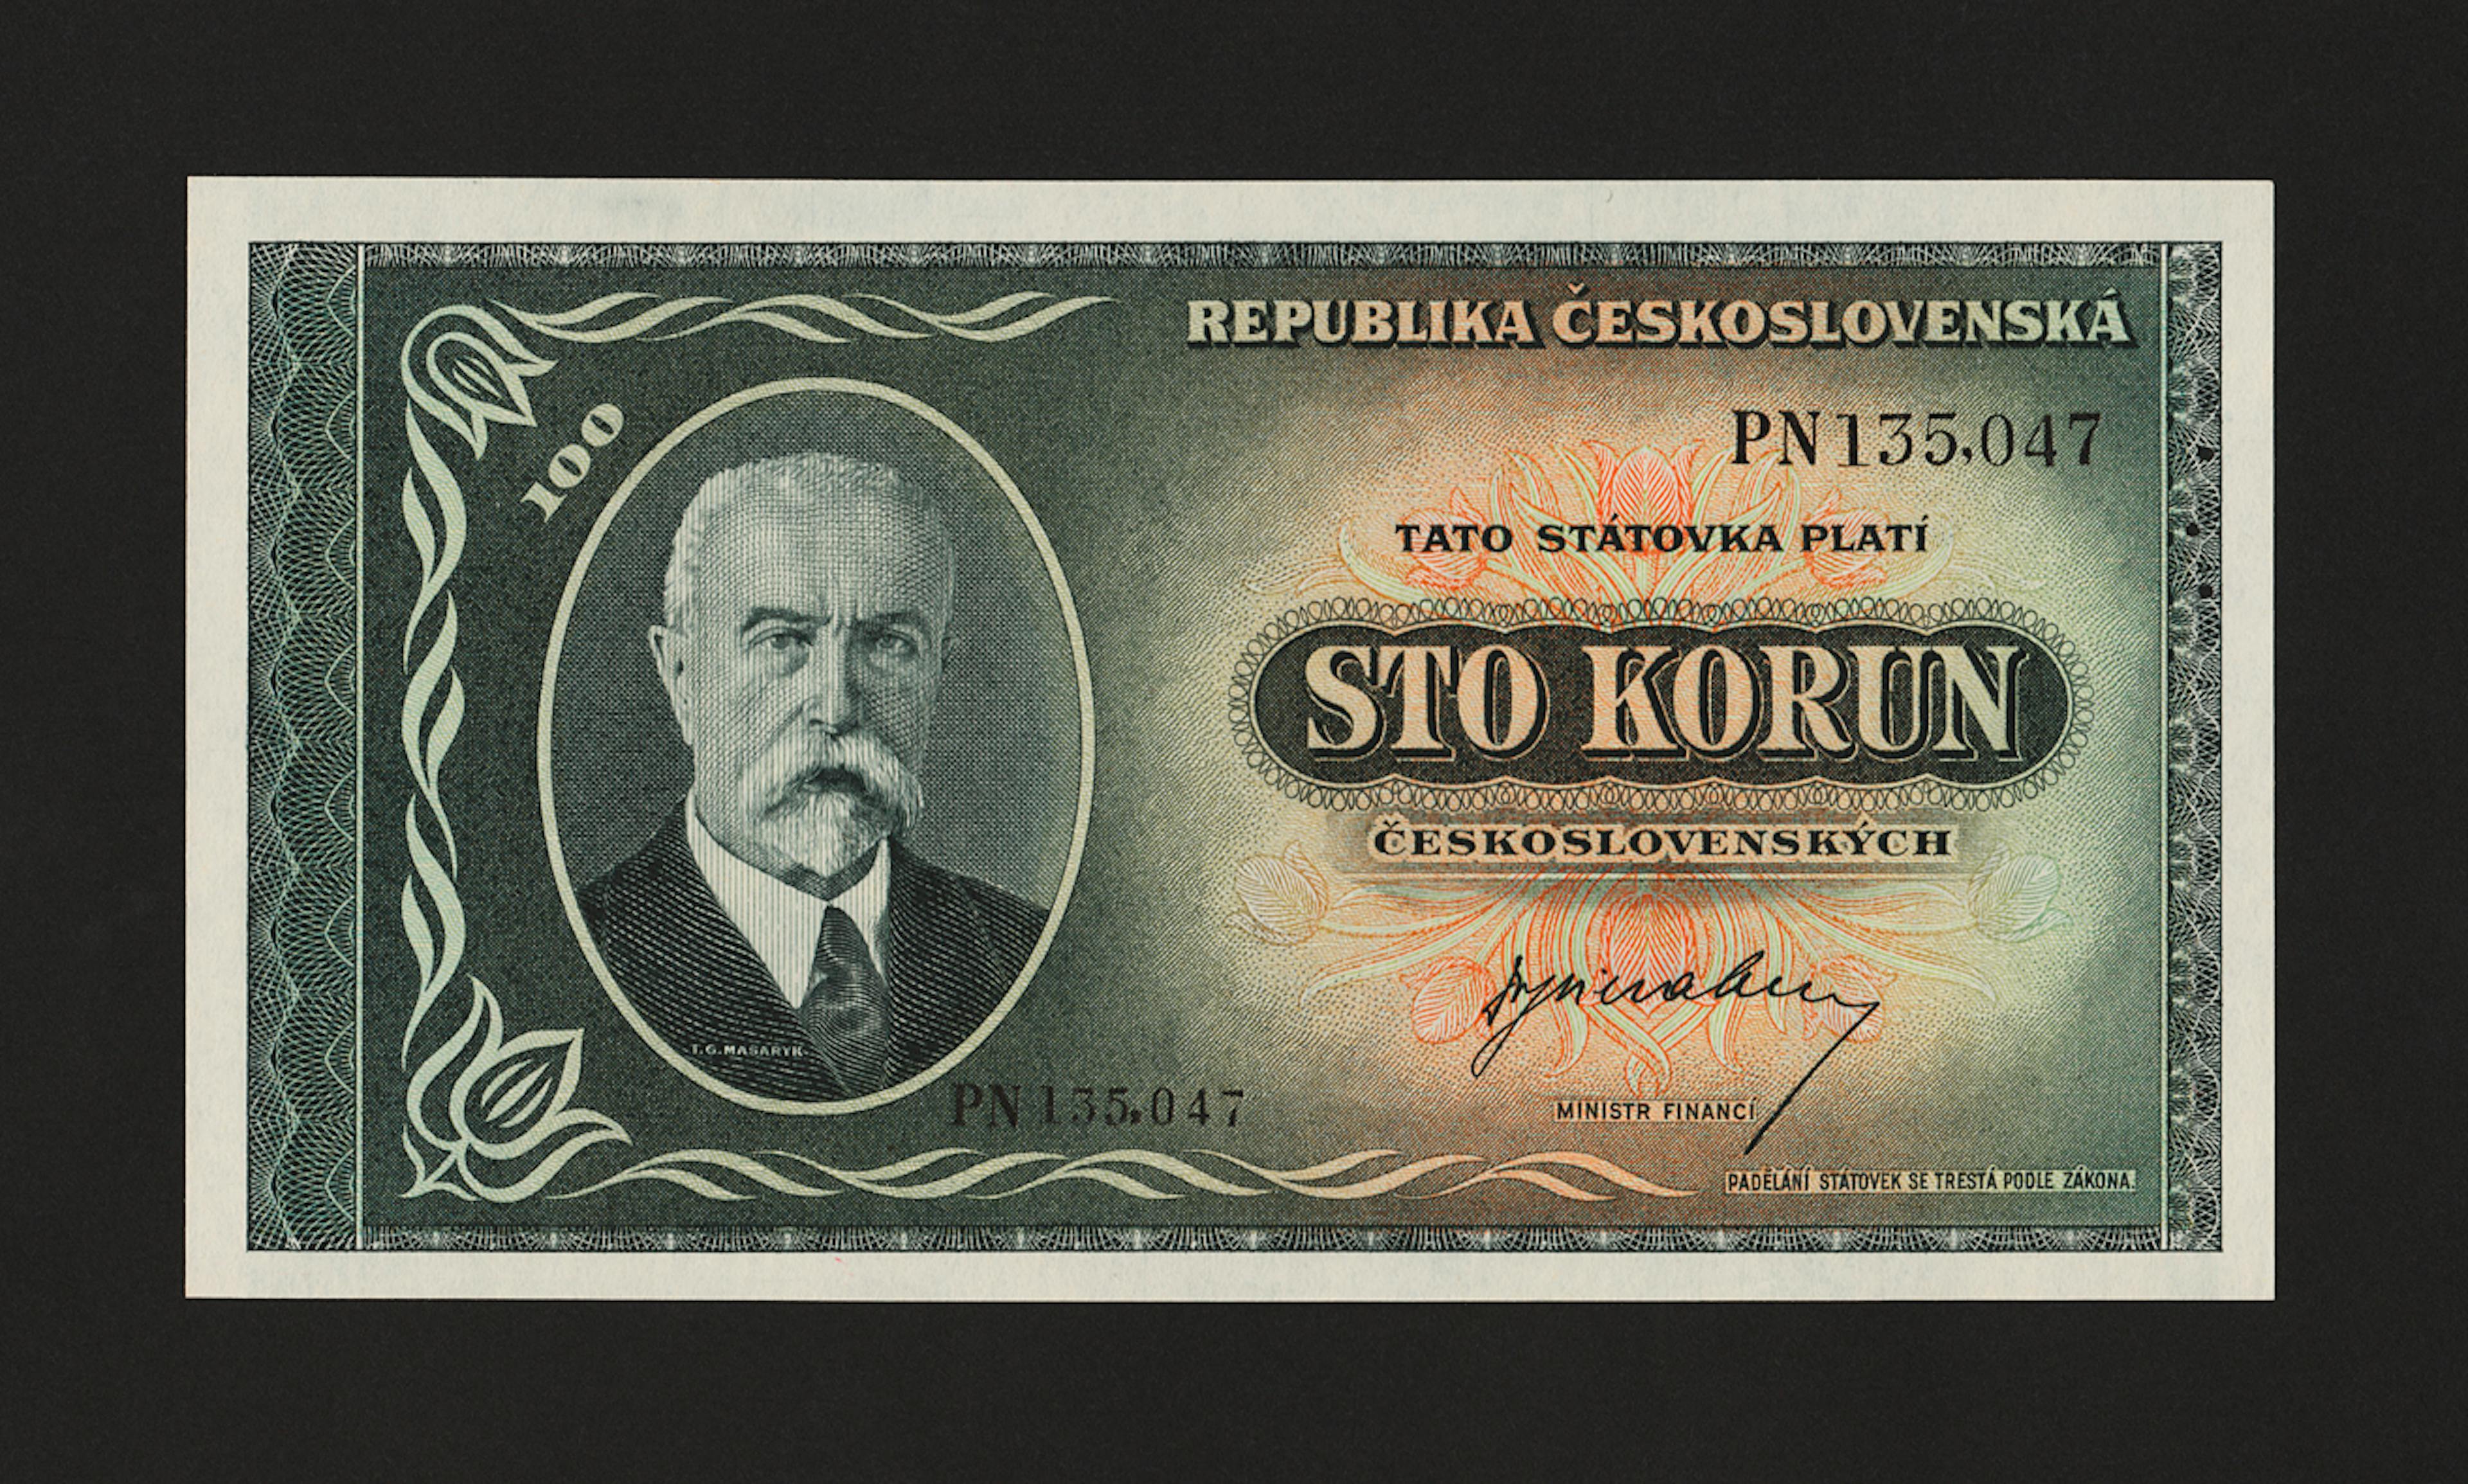 REPUBLIKA ČESKOSLOVENSKÁ
100
PN135,047
TATO STÁTOVKA PLATÍ
STO KORUN
ČESKOSLOVENSKÝCH
T.G.MASARYK
PN135,047
MINISTR FINANCÍ
PADĚLÁNÍ STÁTOVEK SE TRESTÁ PODLE ZÁKONA.